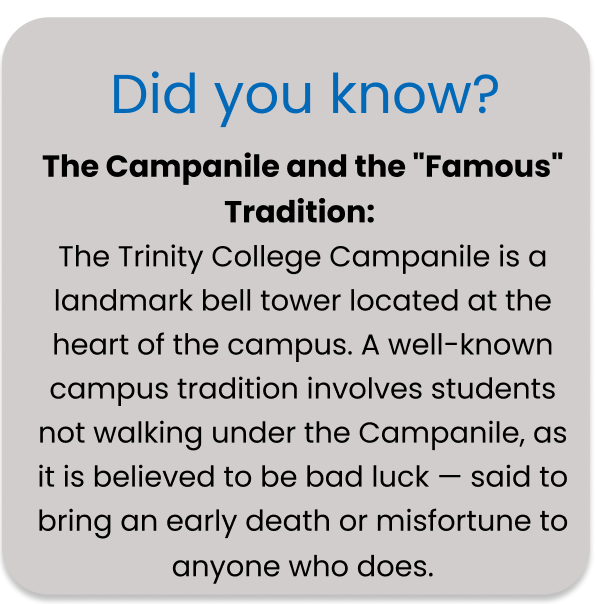 Did you know?
The Campanile and the "Famous"
Tradition:
The Trinity College Campanile is a
landmark bell tower located at the
heart of the campus. A well-known
campus tradition involves students
not walking under the Campanile, as
it is believed to be bad luck — said to
bring an early death or misfortune to
anyone who does.